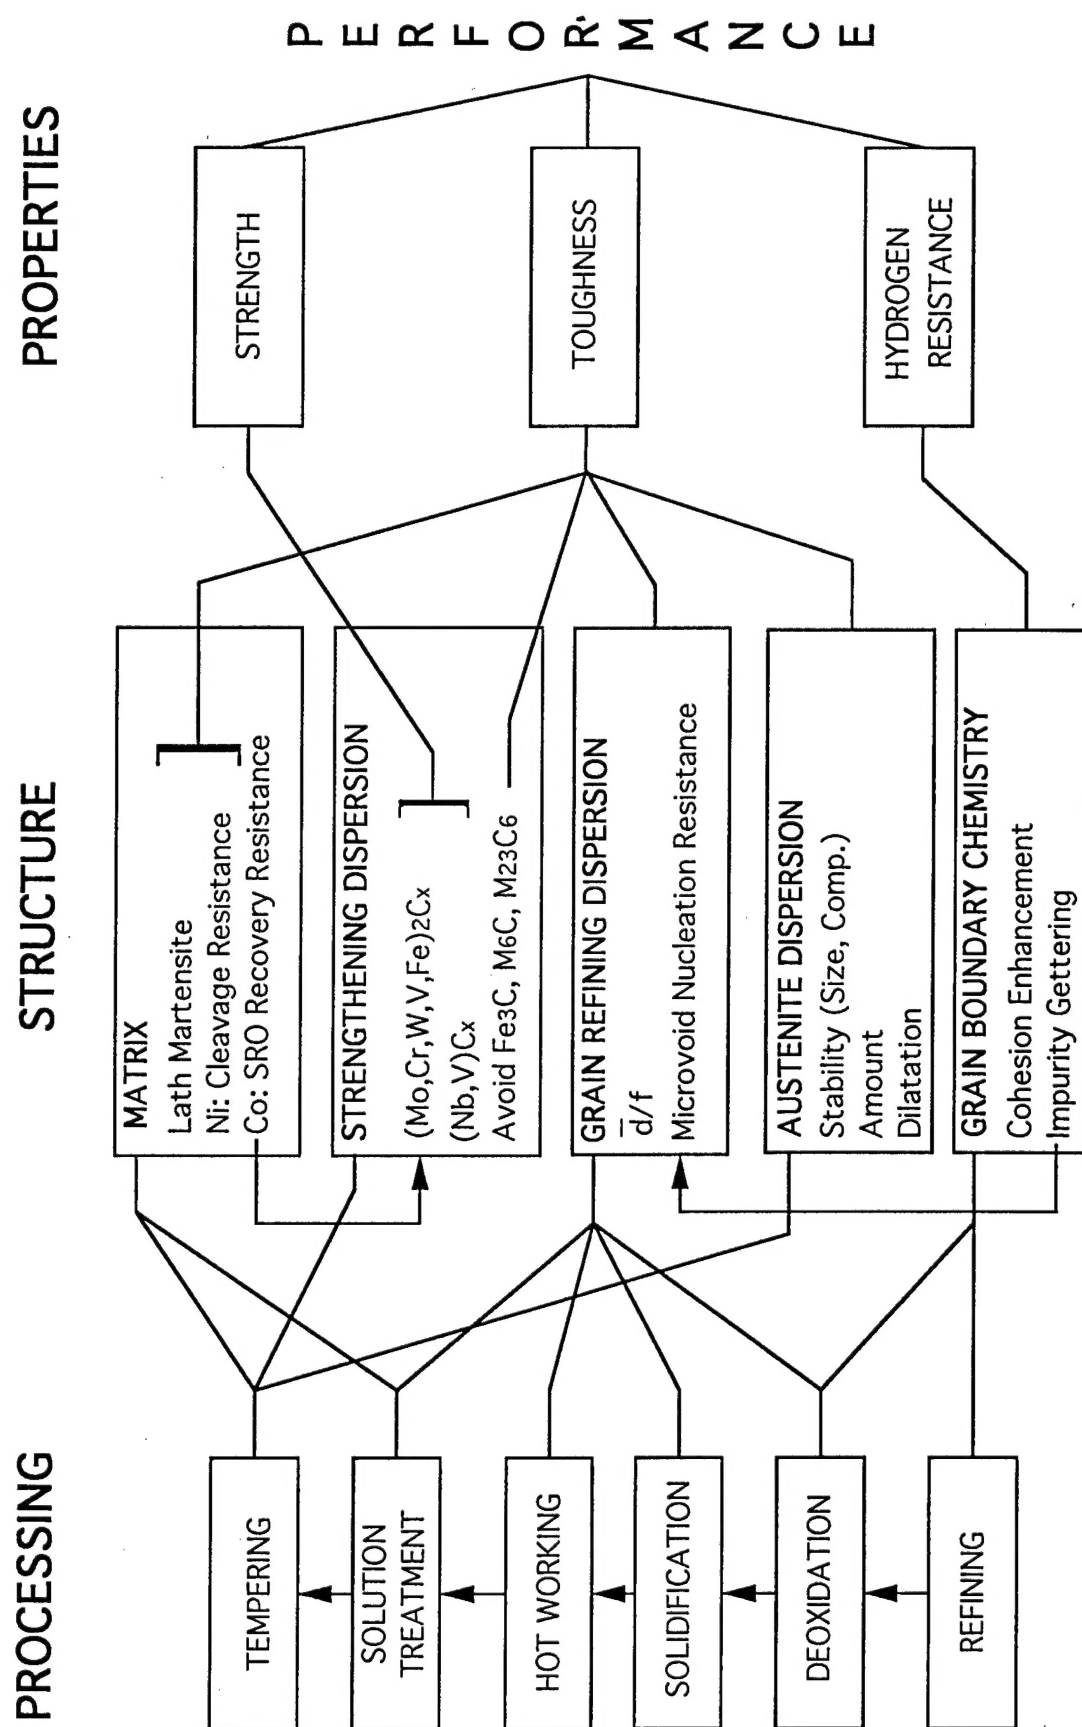 PROCESSING
STRUCTURE
PROPERTIES
TEMPERING
SOLUTION
TREATMENT
HOT WORKING
SOLIDIFICATION
DEOXIDATION
REFINING
MATRIX
Lath Martensite
Ni: Cleavage Resistance
Co: SRO Recovery Resistance
STRENGTHENING DISPERSION
(Mo,Cr,W,V,Fe)2Cx
(Nb,V)Cx
Avoid Fe3C, M6C, M23C6
GRAIN REFINING DISPERSION
d̅/f
Microvoid Nucleation Resistance
AUSTENITE DISPERSION
Stability (Size, Comp.)
Amount
Dilatation
GRAIN BOUNDARY CHEMISTRY
Cohesion Enhancement
Impurity Gettering
STRENGTH
TOUGHNESS
HYDROGEN
RESISTANCE
PERFORMANCE